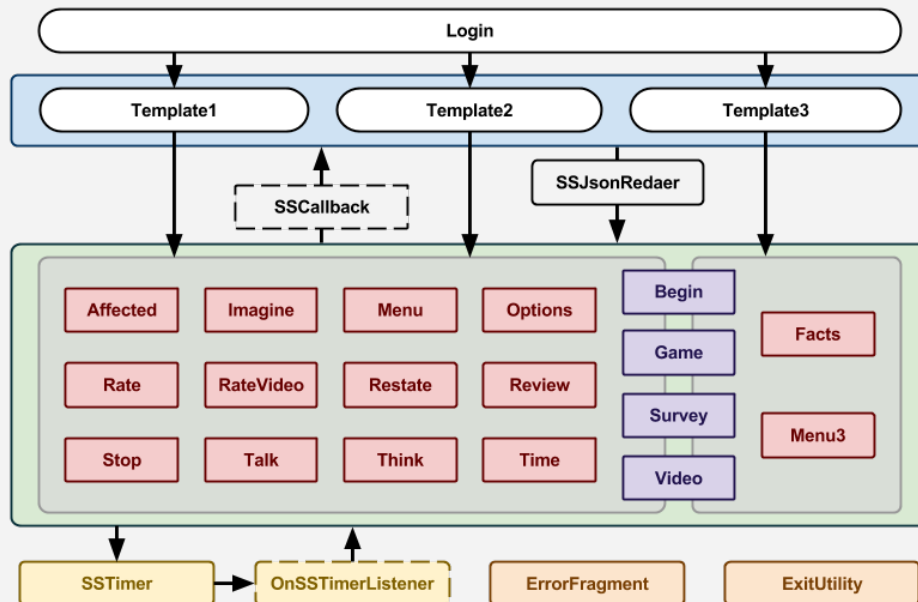 Login
Template1
Template2
Template3
SSCallback
SSJsonRedaer
Affected
Imagine
Menu
Options
Begin
Facts
Game
Rate
RateVideo
Restate
Review
Survey
Menu3
Stop
Talk
Think
Time
Video
SSTimer
OnSSTimerListener
ErrorFragment
ExitUtility